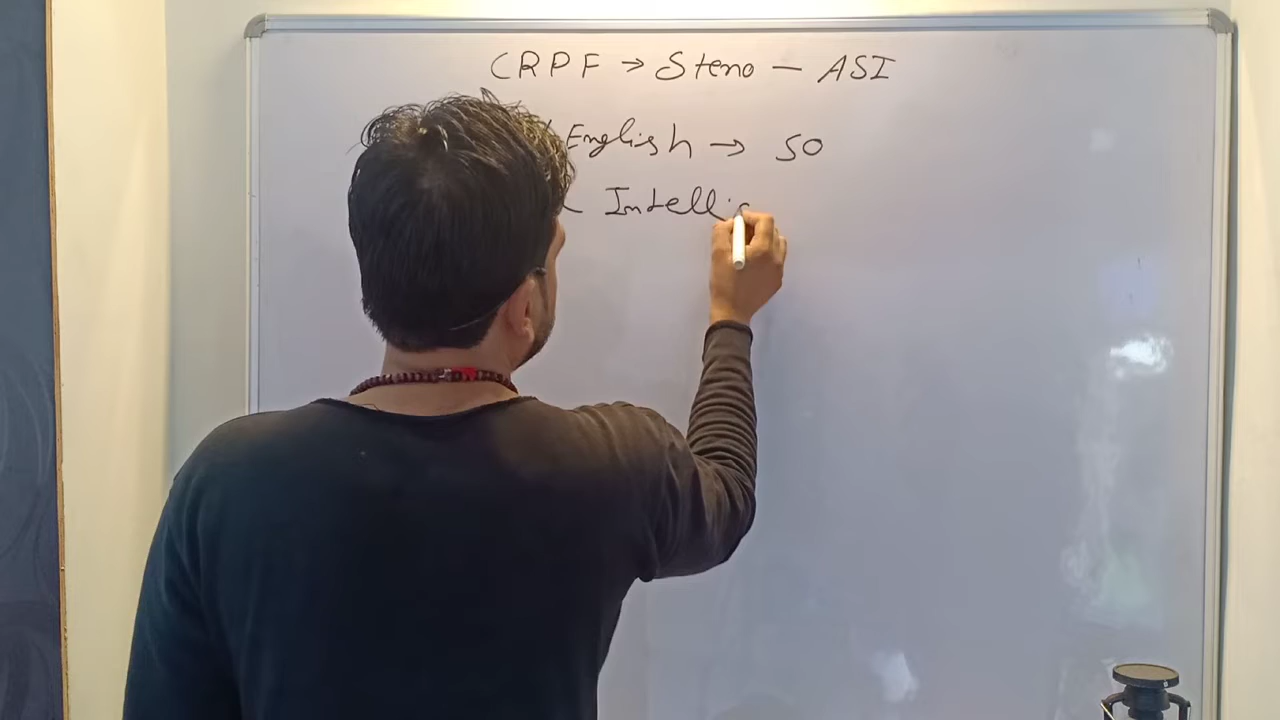 CRPF → Steno – ASI
English → 50
Intelli